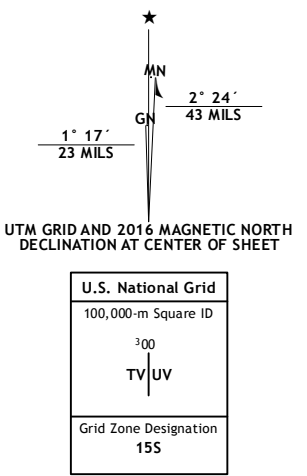 ★
MN
2° 24´
43 MILS
GN
1° 17´
23 MILS
UTM GRID AND 2016 MAGNETIC NORTH
DECLINATION AT CENTER OF SHEET
U.S. National Grid
100,000-m Square ID
³00
TV UV
Grid Zone Designation
15S